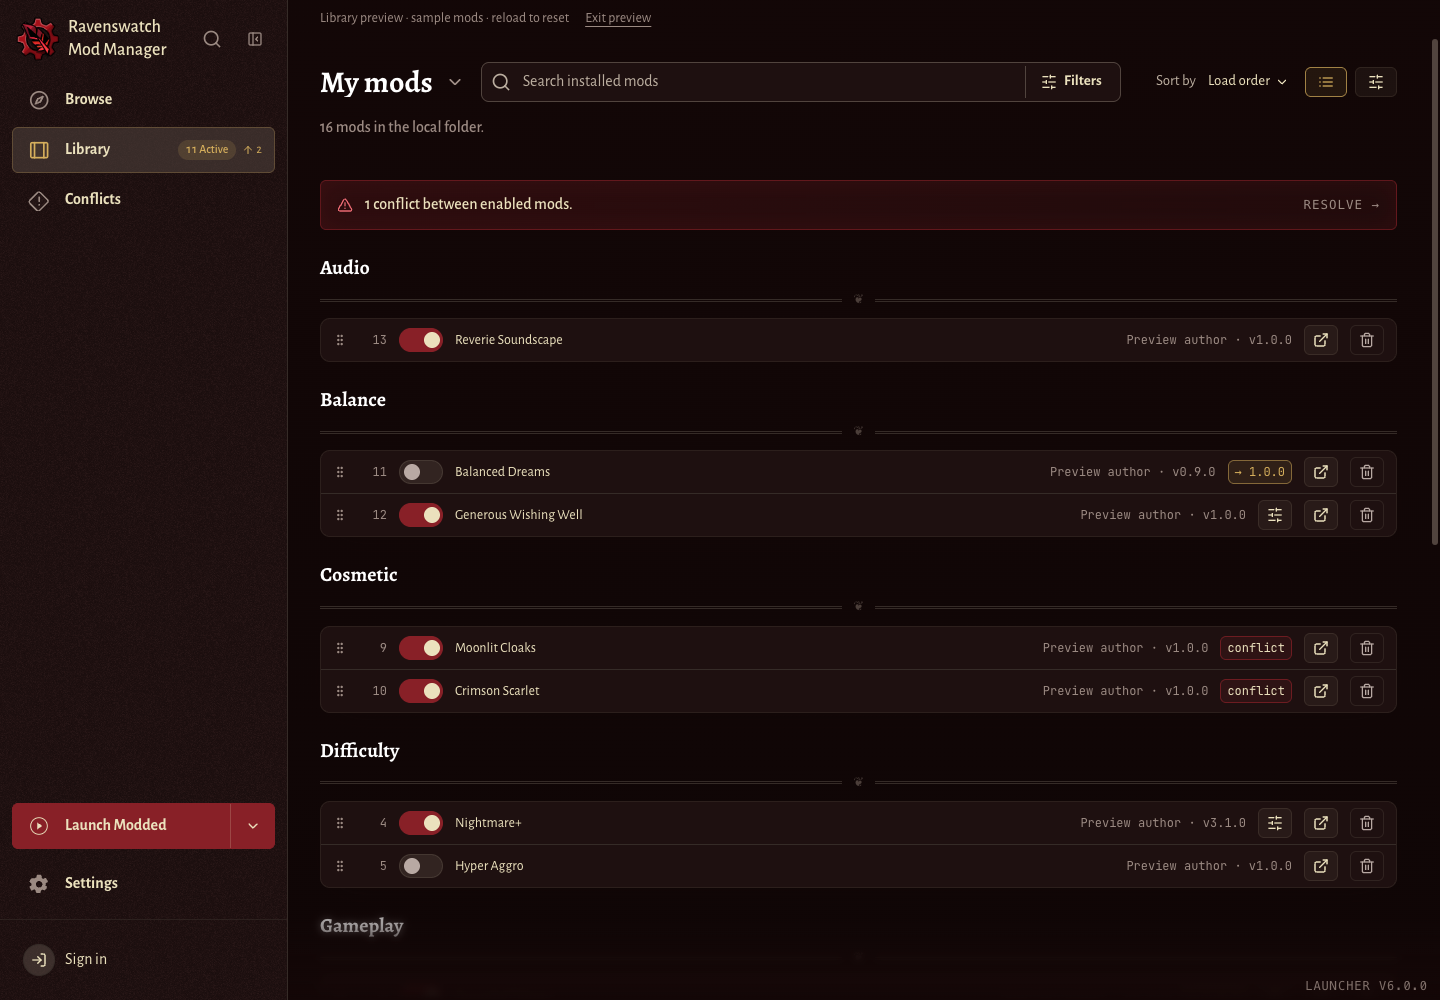 Ravenswatch
Mod Manager
Browse
Library
11 Active
2
Conflicts
Launch Modded
Settings
Sign in
Library preview · sample mods · reload to reset
Exit preview
My mods
Search installed mods
Filters
Sort by
Load order
16 mods in the local folder.
1 conflict between enabled mods.
RESOLVE →
Audio
13 Reverie Soundscape Preview author · v1.0.0
Balance
11 Balanced Dreams Preview author · v0.9.0 → 1.0.0
12 Generous Wishing Well Preview author · v1.0.0
Cosmetic
9 Moonlit Cloaks Preview author · v1.0.0 conflict
10 Crimson Scarlet Preview author · v1.0.0 conflict
Difficulty
4 Nightmare+ Preview author · v3.1.0
5 Hyper Aggro Preview author · v1.0.0
Gameplay
LAUNCHER V6.0.0